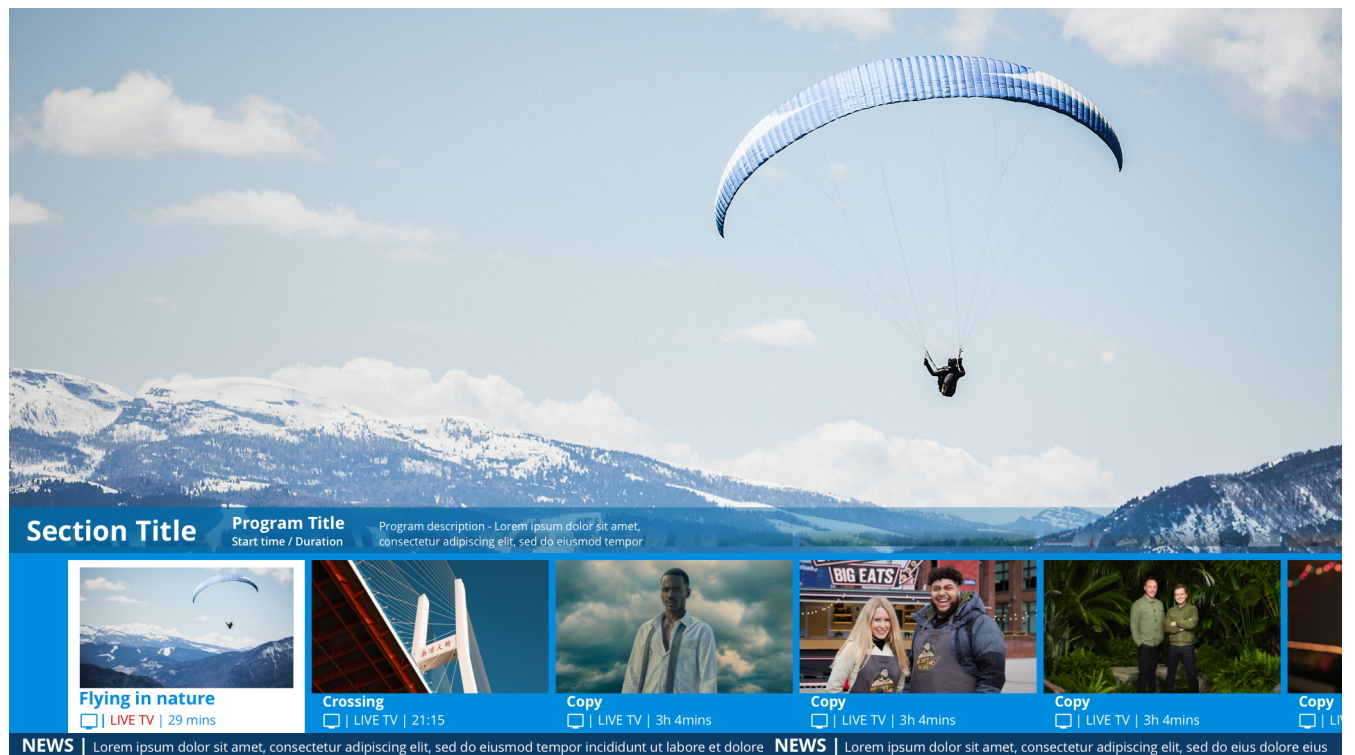 Section Title
Program Title
Start time / Duration
Program description - Lorem ipsum dolor sit amet,
consectetur adipiscing elit, sed do eiusmod tempor
BIG EATS
Flying in nature
| LIVE TV | 29 mins
Crossing
| LIVE TV | 21:15
Copy
| LIVE TV | 3h 4mins
Copy
| LIVE TV | 3h 4mins
Copy
| LIVE TV | 3h 4mins
Copy
NEWS | Lorem ipsum dolor sit amet, consectetur adipiscing elit, sed do eiusmod tempor incididunt ut labore et dolore NEWS | Lorem ipsum dolor sit amet, consectetur adipiscing elit, sed do eius dolore eius